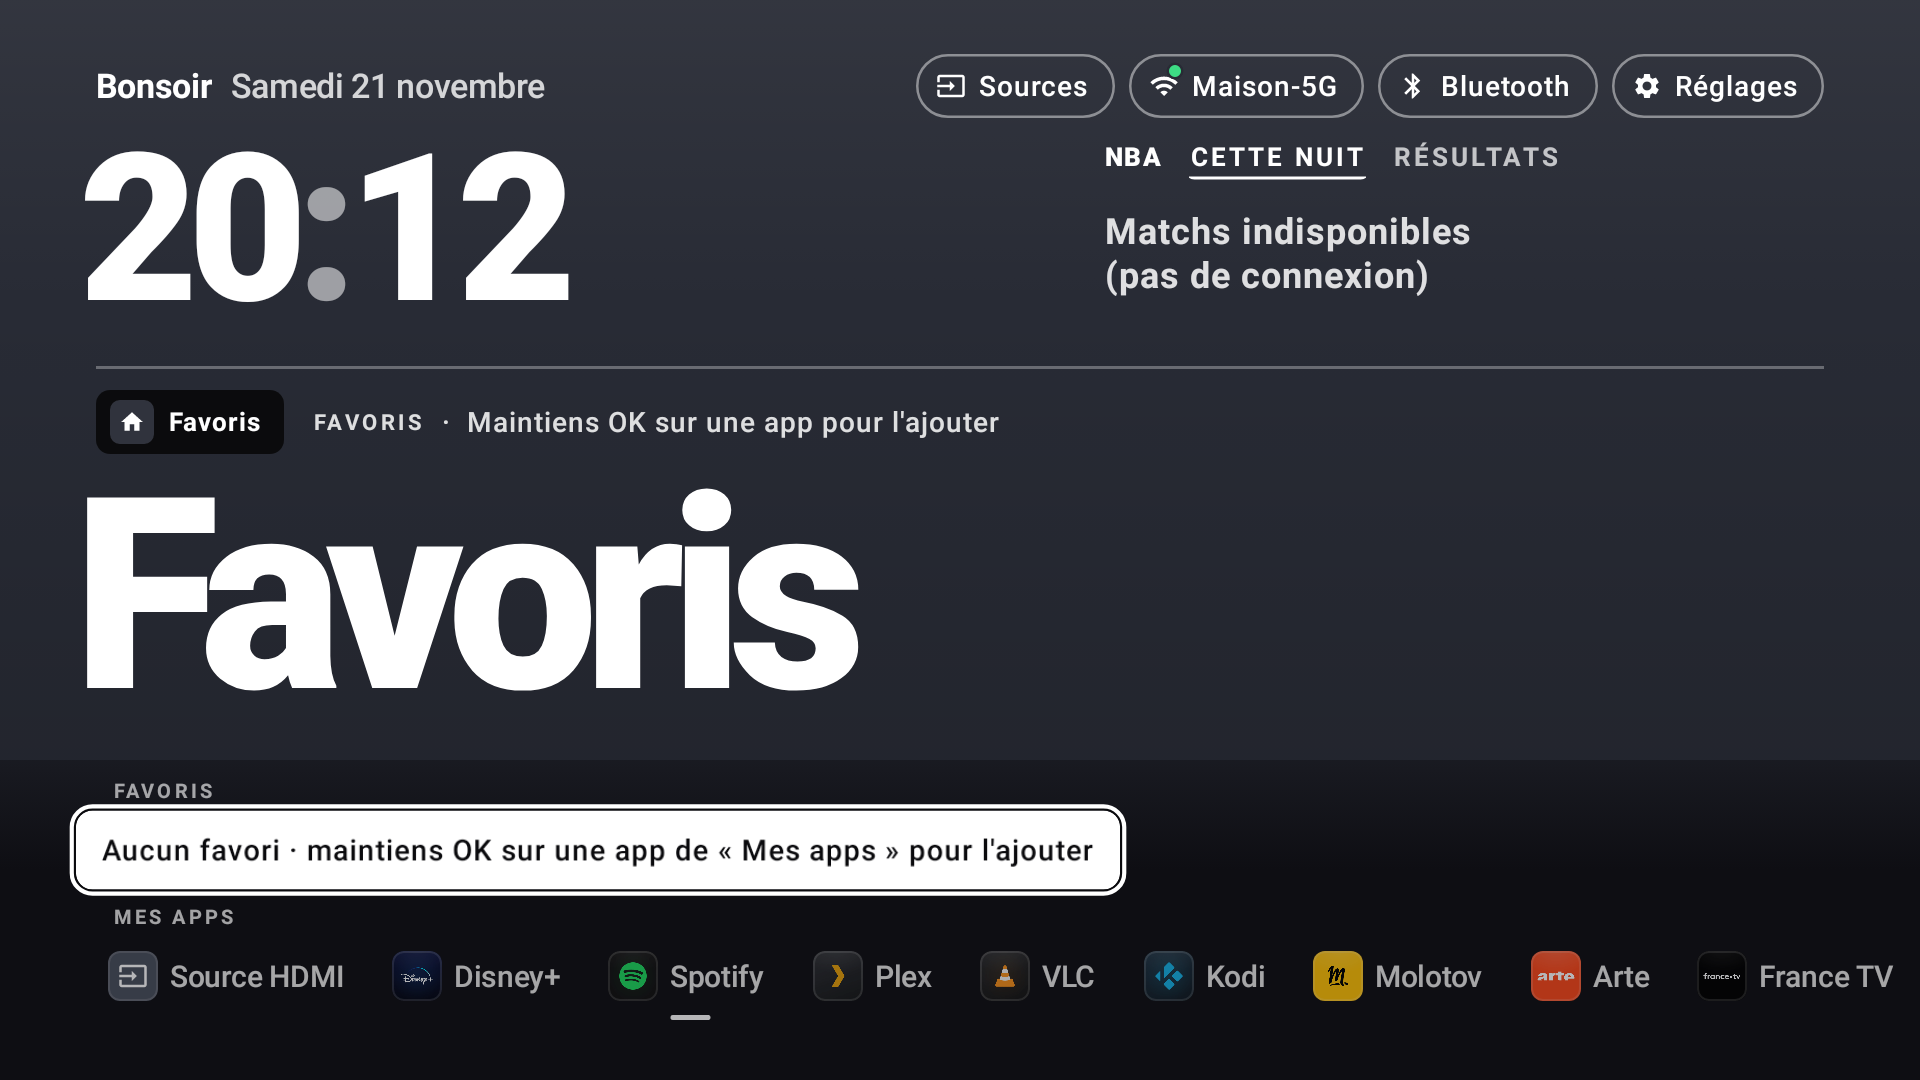 Bonsoir Samedi 21 novembre
Sources
Maison-5G
Bluetooth
Réglages
20:12
NBA CETTE NUIT RÉSULTATS
Matchs indisponibles
(pas de connexion)
Favoris
FAVORIS · Maintiens OK sur une app pour l'ajouter
Favoris
FAVORIS
Aucun favori · maintiens OK sur une app de « Mes apps » pour l'ajouter
MES APPS
Source HDMI
Disney+ Disney+
Spotify
Plex
VLC
Kodi
Molotov
arte Arte
france•tv France TV